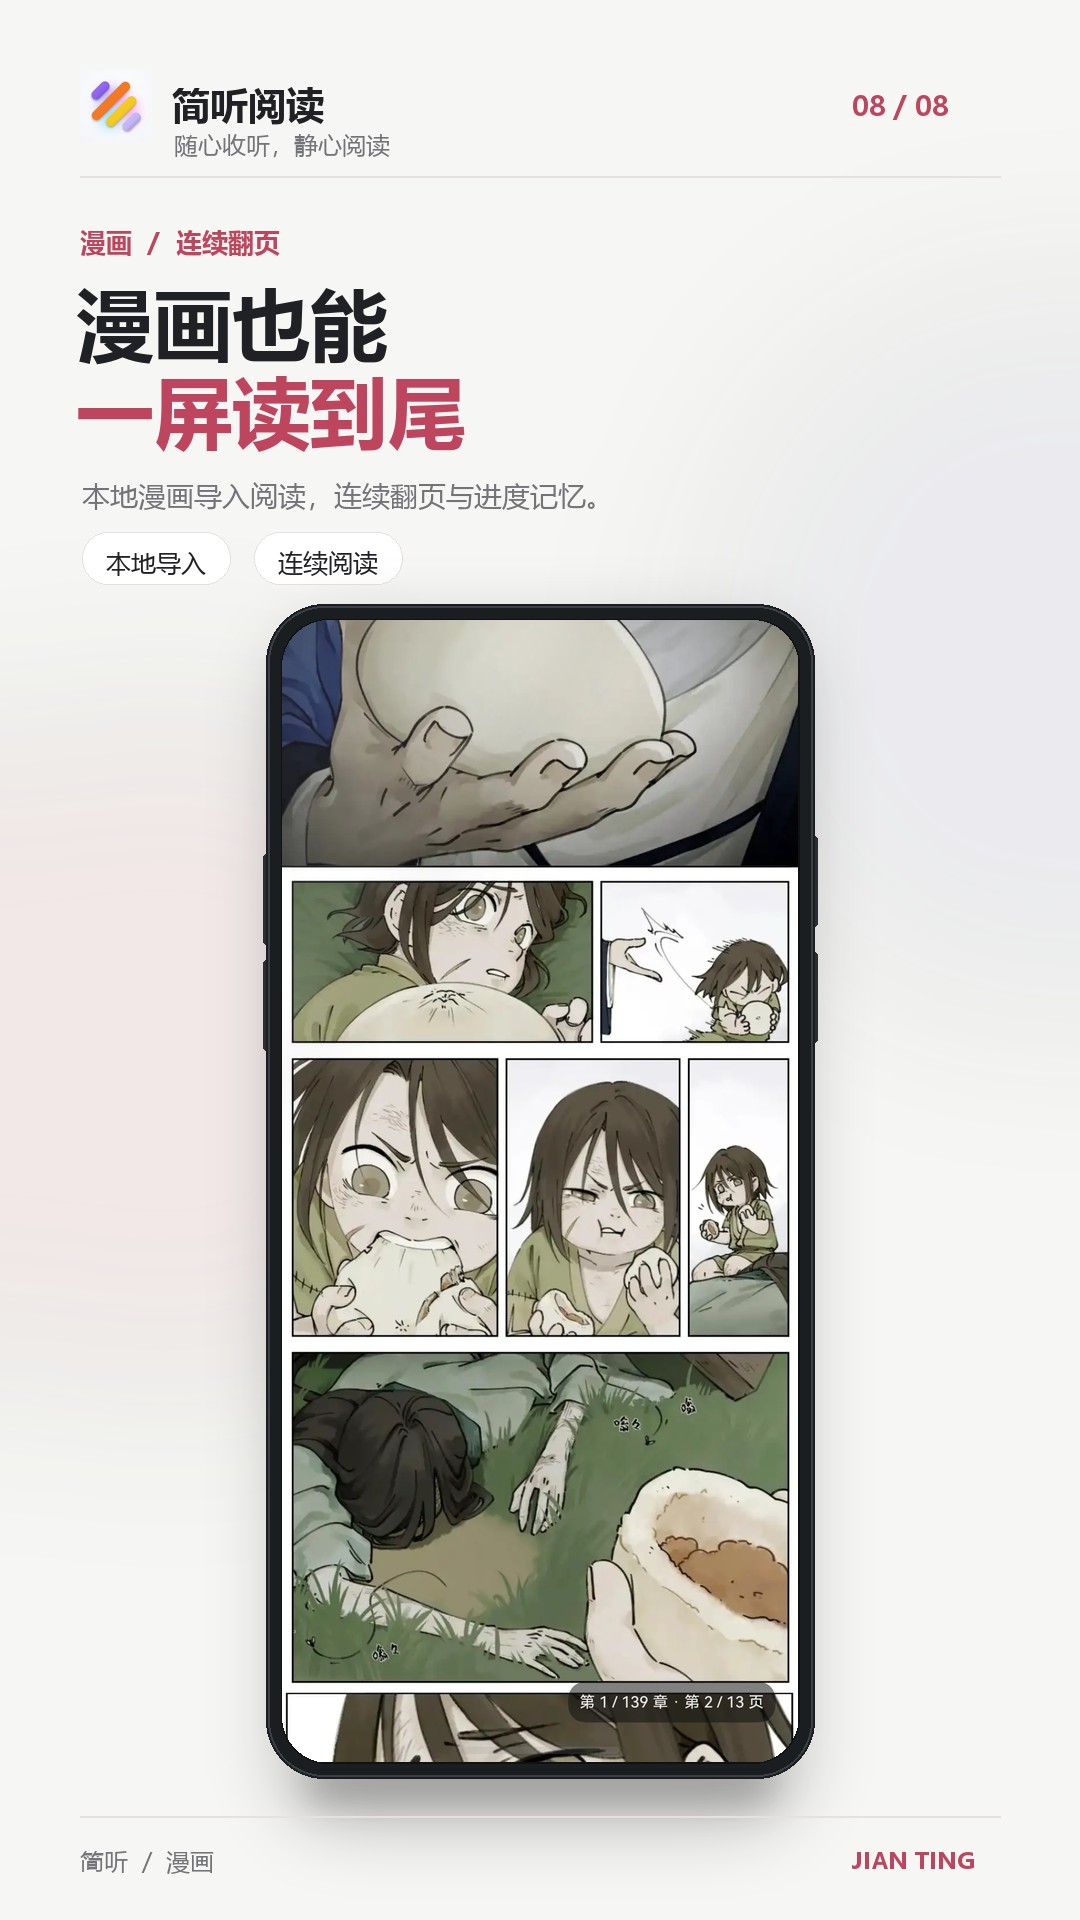 简听阅读
08 / 08
随心收听，静心阅读
漫画 / 连续翻页
漫画也能
一屏读到尾
本地漫画导入阅读，连续翻页与进度记忆。
本地导入
连续阅读
第 1 / 139 章 · 第 2 / 13 页
简听 / 漫画
JIAN TING